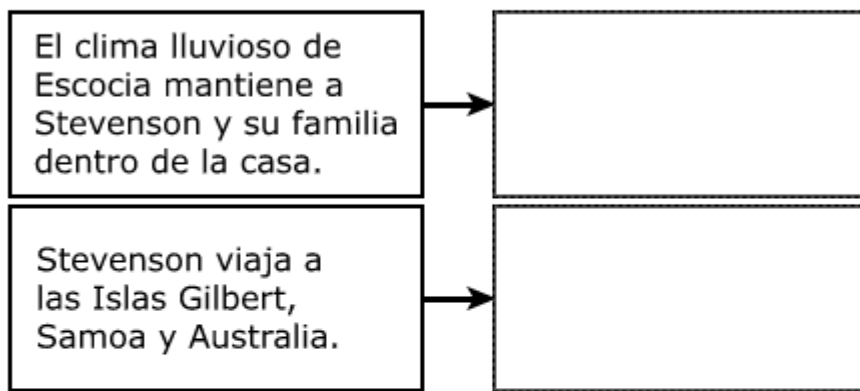 El clima lluvioso de
Escocia mantiene a
Stevenson y su familia
dentro de la casa.
Stevenson viaja a
las Islas Gilbert,
Samoa y Australia.